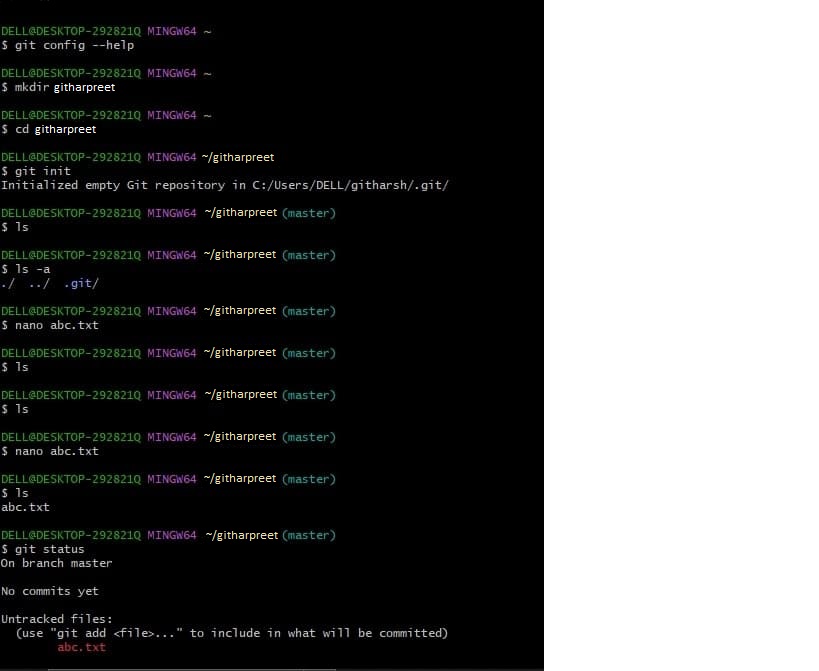 DELL@DESKTOP-292821Q MINGW64 ~
$ git config --help
DELL@DESKTOP-292821Q MINGW64 ~
$ mkdir githarpreet
DELL@DESKTOP-292821Q MINGW64 ~
$ cd githarpreet
DELL@DESKTOP-292821Q MINGW64 ~/githarpreet
$ git init
Initialized empty Git repository in C:/Users/DELL/githarsh/.git/
DELL@DESKTOP-292821Q MINGW64 ~/githarpreet (master)
$ ls
DELL@DESKTOP-292821Q MINGW64 ~/githarpreet (master)
$ ls -a
./ ../ .git/
DELL@DESKTOP-292821Q MINGW64 ~/githarpreet (master)
$ nano abc.txt
DELL@DESKTOP-292821Q MINGW64 ~/githarpreet (master)
$ ls
DELL@DESKTOP-292821Q MINGW64 ~/githarpreet (master)
$ ls
DELL@DESKTOP-292821Q MINGW64 ~/githarpreet (master)
$ nano abc.txt
DELL@DESKTOP-292821Q MINGW64 ~/githarpreet (master)
$ ls
abc.txt
DELL@DESKTOP-292821Q MINGW64 ~/githarpreet (master)
$ git status
On branch master
No commits yet
Untracked files:
(use "git add <file>..." to include in what will be committed)
abc.txt